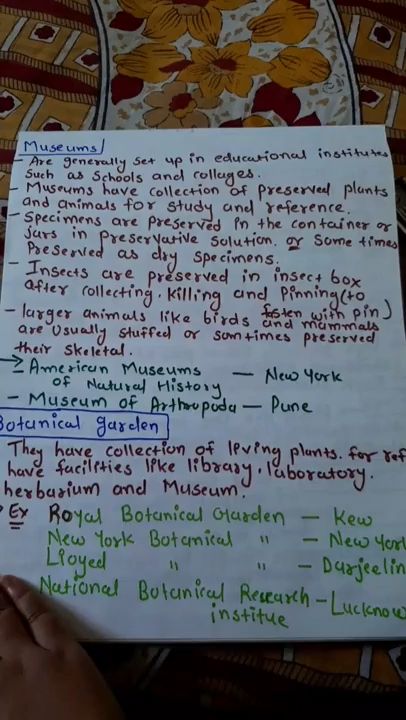 Museums
- Are generally set up in educational institutes
such as schools and collages.
- Museums have collection of preserved plants
and animals for study and reference.
- Specimens are preserved in the container or
Jars in preservative solution. or Some times
Preserved as dry specimens.
- Insects are preserved in insect box
after collecting. Killing and Pinning (to
fasten with pin)
- larger animals like birds and mammals
are usually stuffed or somtimes preserved
their skeletal.
→ - American Museums
of Natural History — New York
- Museum of Arthropoda — Pune
Botanical garden
They have collection of leving plants. for ref
have facilities like library, laboratory.
herbarium and Museum.
Ex Royal Botanical Garden — Kew
New York Botanical " — New York
Lloyed " " — Darjeelin
National Botanical Research — Lucknow
institue